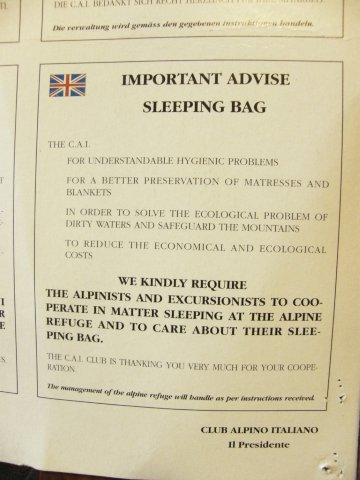 DIE C.A.I. BEDANKT SICH RECHT HERZLICH FÜR IHRE MITARBEIT.
Die verwaltung wird gemäss den gegebenen instruktionen handeln.
IMPORTANT ADVISE
SLEEPING BAG
THE C.A.I.
FOR UNDERSTANDABLE HYGIENIC PROBLEMS
FOR A BETTER PRESERVATION OF MATRESSES AND
BLANKETS
IN ORDER TO SOLVE THE ECOLOGICAL PROBLEM OF
DIRTY WATERS AND SAFEGUARD THE MOUNTAINS
TO REDUCE THE ECONOMICAL AND ECOLOGICAL
COSTS
WE KINDLY REQUIRE
THE ALPINISTS AND EXCURSIONISTS TO COO-
PERATE IN MATTER SLEEPING AT THE ALPINE
REFUGE AND TO CARE ABOUT THEIR SLEE-
PING BAG.
THE C.A.I. CLUB IS THANKING YOU VERY MUCH FOR YOUR COOPE-
RATION.
The management of the alpine refuge will handle as per instructions received.
CLUB ALPINO ITALIANO
Il Presidente